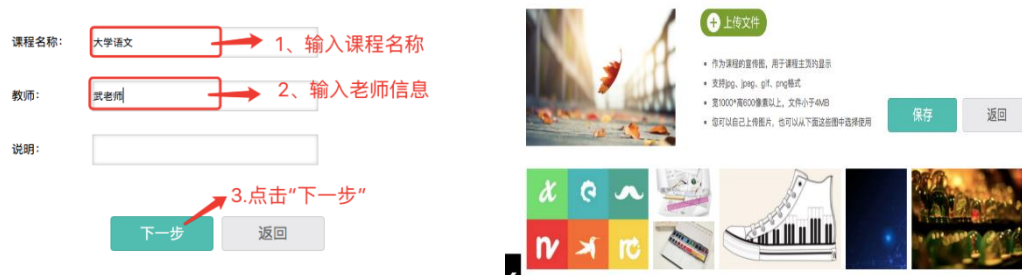 课程名称：
大学语文
1、输入课程名称
教师：
武老师
2、输入老师信息
说明：
3.点击“下一步”
下一步
返回
上传文件
作为课程的宣传图，用于课程主页的显示
支持jpg、jpeg、gif、png格式
宽1000*高600像素以上，文件小于4MB
您可以自己上传图片，也可以从下面这些图中选择使用
保存
返回